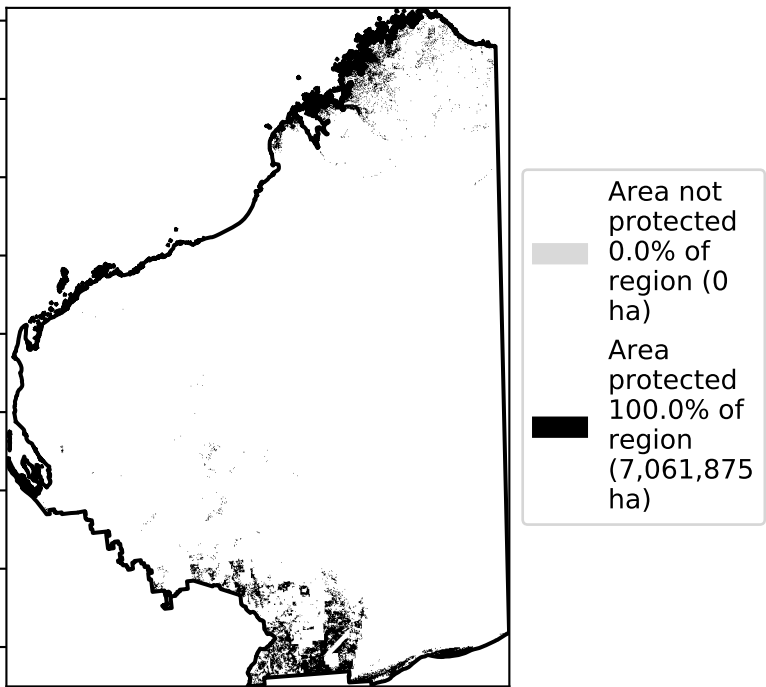 Area not
protected
0.0% of
region (0
ha)
Area
protected
100.0% of
region
(7,061,875
ha)